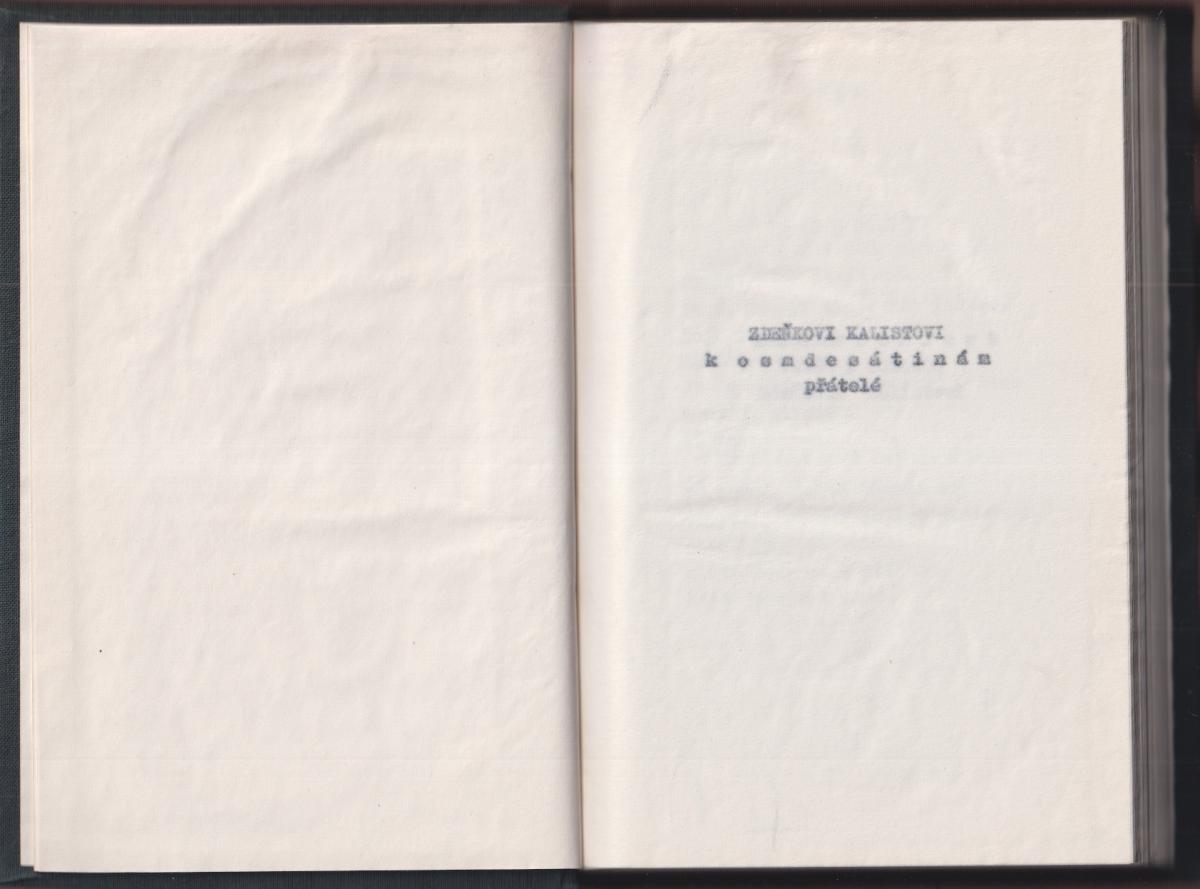 ZDEŇKOVI KALISTOVI
k osmdesátinám
přátelé